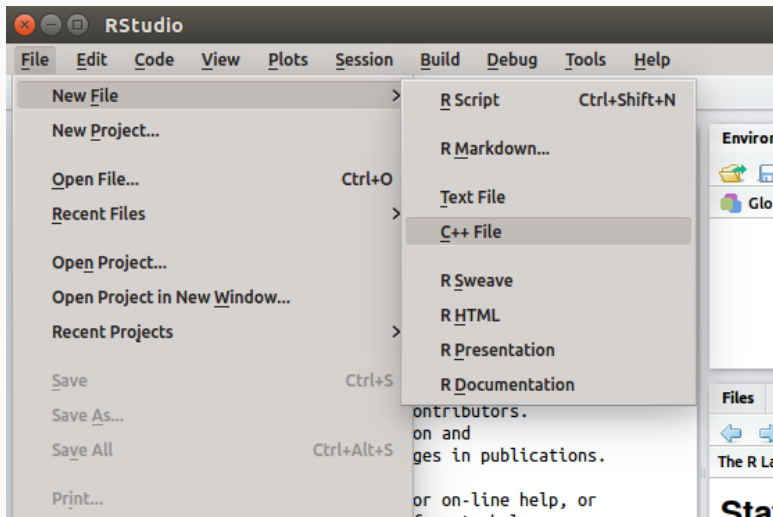 RStudio
File Edit Code View Plots Session Build Debug Tools Help
New File
New Project...
Open File... Ctrl+O
Recent Files
Open Project...
Open Project in New Window...
Recent Projects
Save Ctrl+S
Save As...
Save All Ctrl+Alt+S
Print...
R Script Ctrl+Shift+N
R Markdown...
Text File
C++ File
R Sweave
R HTML
R Presentation
R Documentation
ontributors.
on and
ges in publications.
or on-line help, or
Environ
Glo
Files
The R La
Sta